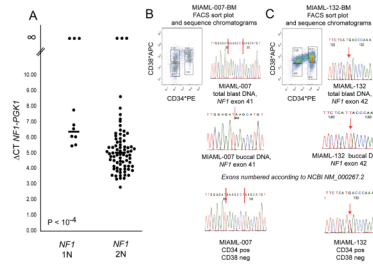 A
∞
10.00
9.00
8.00
7.00
6.00
5.00
4.00
3.00
2.00
1.00
0.00
ΔCT NF1-PGK1
P < 10⁻⁴
NF1
1N
NF1
2N
B
MIAML-007-BM
FACS sort plot
and sequence chromatograms
CD38*APC
CD34*PE
MIAML-007
total blast DNA,
NF1 exon 41
MIAML-007 buccal DNA,
NF1 exon 41
Exons numbered according to NCBI NM_000267.2
MIAML-007
CD34 pos
CD38 neg
C
MIAML-132-BM
FACS sort plot
and sequence chromatograms
CD38*APC
CD34*PE
TTCTCATGACCCAA
MIAML-132
total blast DNA,
NF1 exon 42
TTCTCATGACCCAA
MIAML-132 buccal D
NF1 exon 42
MIAML-132
CD34 pos
CD38 neg